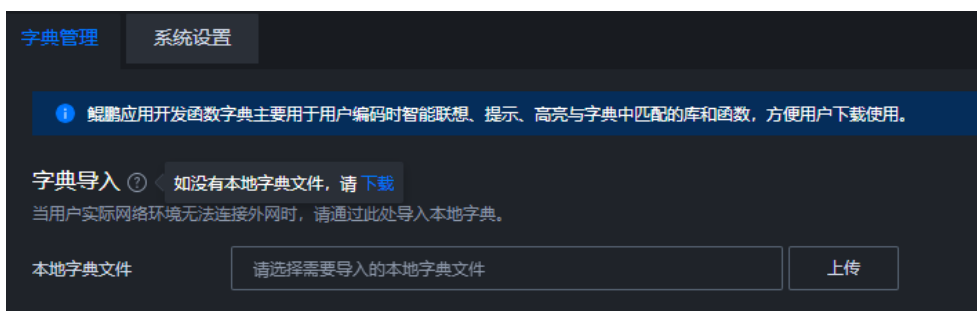 字典管理 系统设置
鲲鹏应用开发函数字典主要用于用户编码时智能联想、提示、高亮与字典中匹配的库和函数，方便用户下载使用。
字典导入 如没有本地字典文件，请 下载
当用户实际网络环境无法连接外网时，请通过此处导入本地字典。
本地字典文件 请选择需要导入的本地字典文件 上传